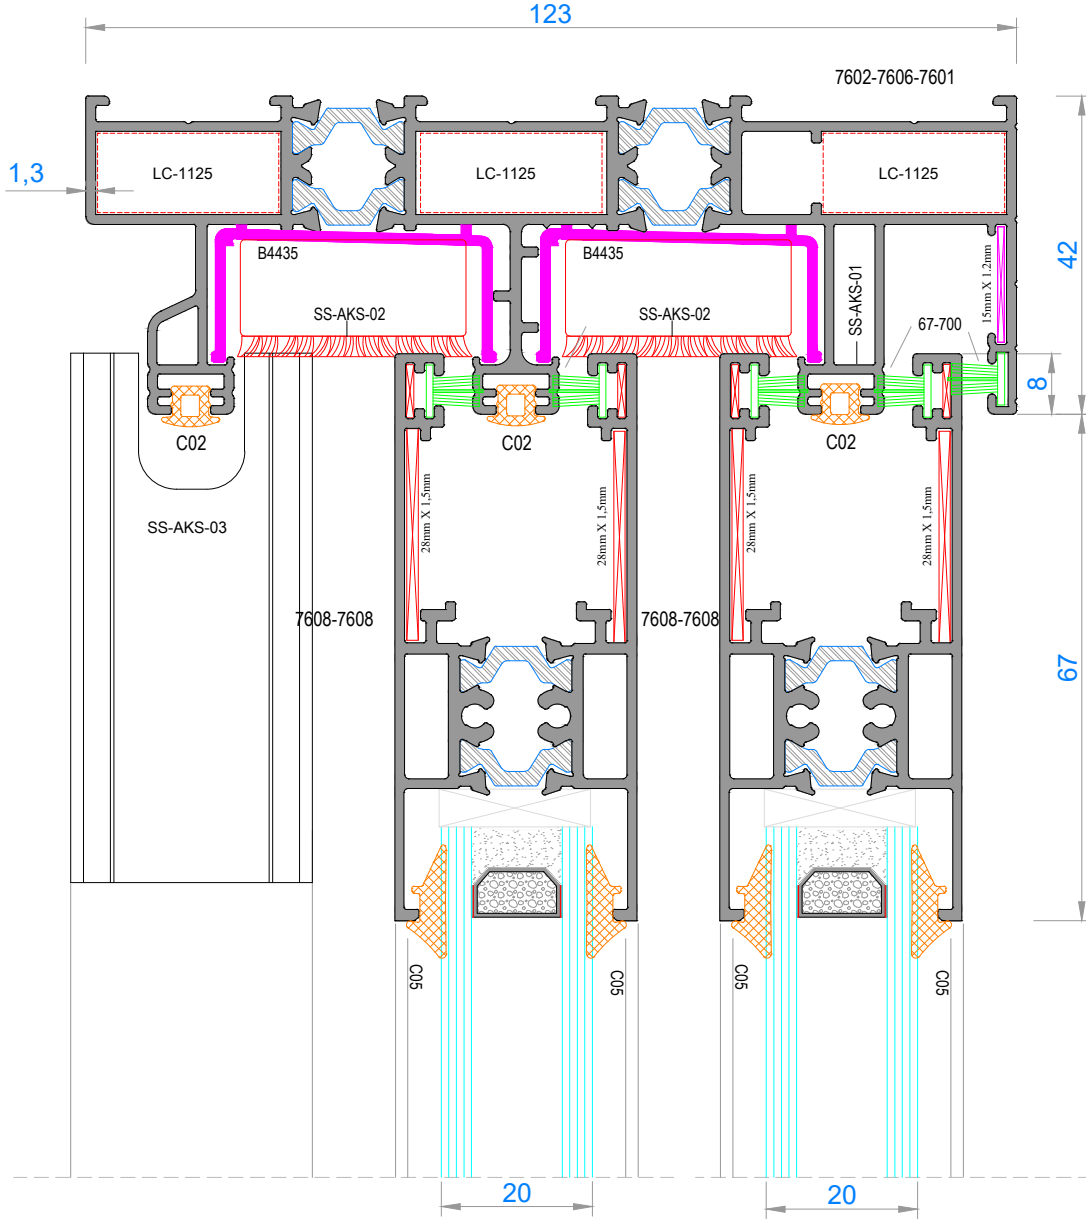 123
7602-7606-7601
1,3
LC-1125
LC-1125
LC-1125
42
B4435
B4435
SS-AKS-02
SS-AKS-02
SS-AKS-01
15mm X 1.2mm
67-700
8
C02
C02
C02
SS-AKS-03
28mm X 1,5mm
28mm X 1,5mm
28mm X 1,5mm
28mm X 1,5mm
7608-7608
7608-7608
67
C05
C05
C05
C05
20
20